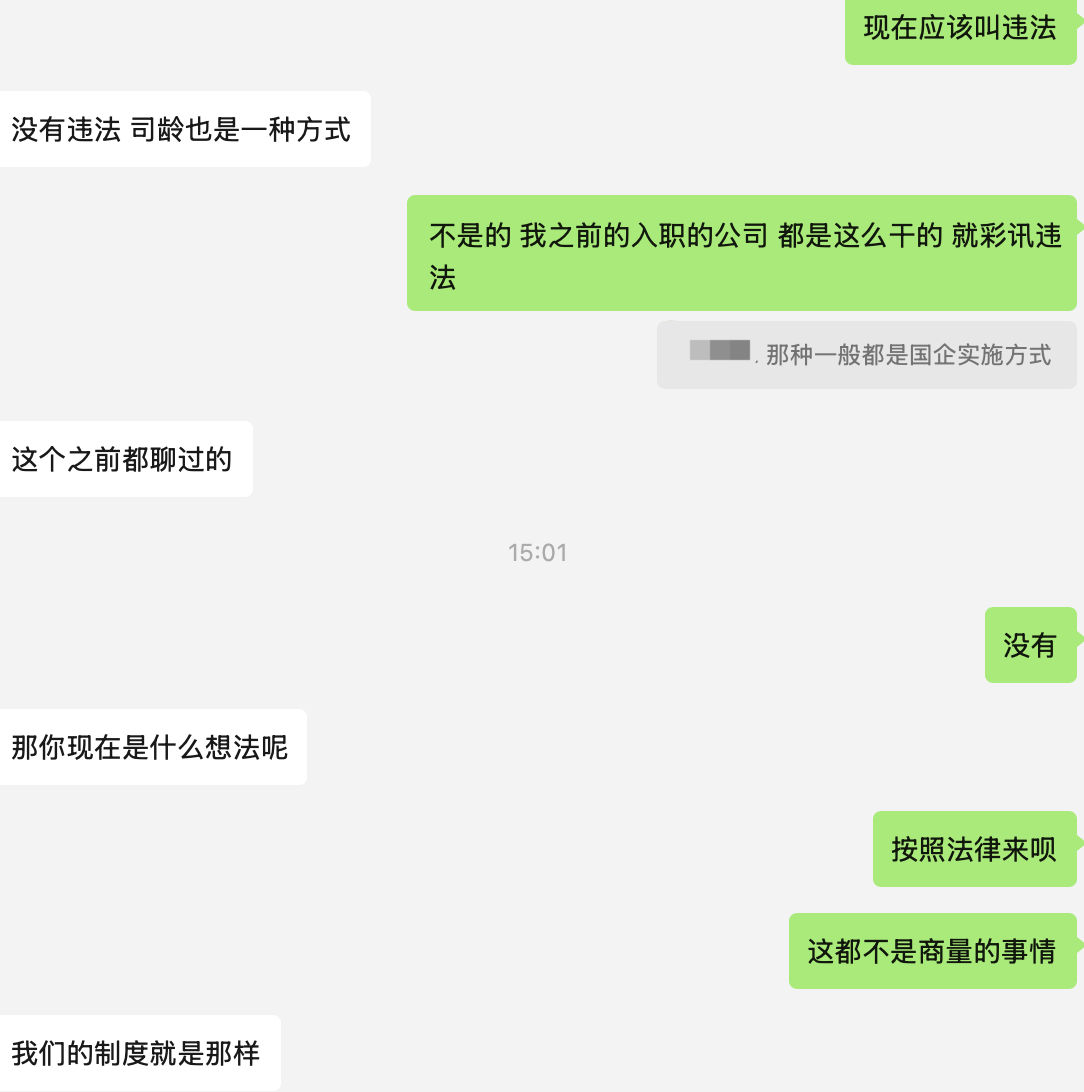 现在应该叫违法
没有违法 司龄也是一种方式
不是的 我之前的入职的公司 都是这么干的 就彩讯违
法
. 那种一般都是国企实施方式
这个之前都聊过的
15:01
没有
那你现在是什么想法呢
按照法律来呗
这都不是商量的事情
我们的制度就是那样